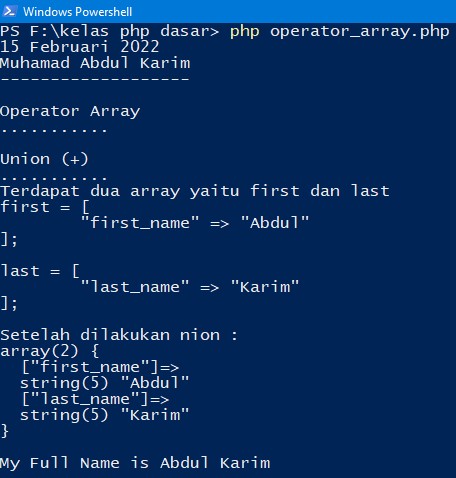 Windows Powershell
PS F:\kelas php dasar> php operator_array.php
15 Februari 2022
Muhamad Abdul Karim
-------------------
Operator Array
...........
Union (+)
...........
Terdapat dua array yaitu first dan last
first = [
"first_name" => "Abdul"
];
last = [
"last_name" => "Karim"
];
Setelah dilakukan nion :
array(2) {
["first_name"]=>
string(5) "Abdul"
["last_name"]=>
string(5) "Karim"
}
My Full Name is Abdul Karim